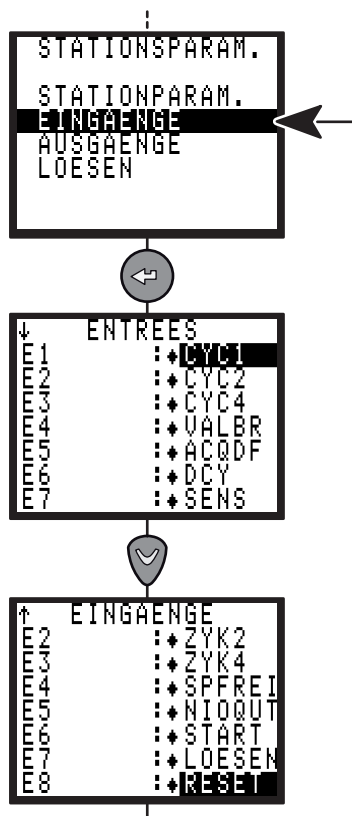 STATIONSPARAM.
STATIONPARAM.
EINGAENGE
AUSGAENGE
LOESEN
↓ ENTREES
E1 :♦CYC1
E2 :♦CYC2
E3 :♦CYC4
E4 :♦VALBR
E5 :♦ACQDF
E6 :♦DCY
E7 :♦SENS
↑ EINGAENGE
E2 :♦ZYK2
E3 :♦ZYK4
E4 :♦SPFREI
E5 :♦NIOQUT
E6 :♦START
E7 :♦LOESEN
E8 :♦RESET